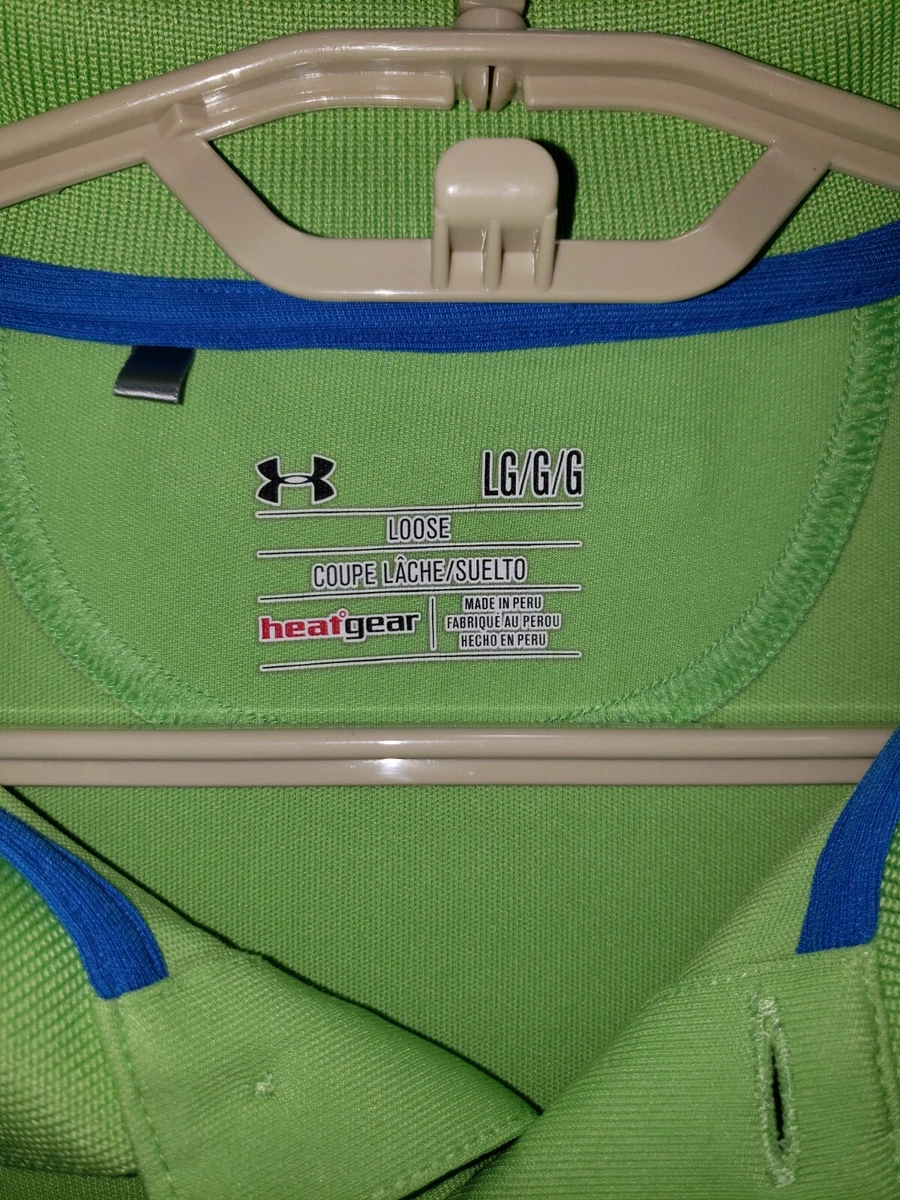 LG/G/G
LOOSE
COUPE LÂCHE/SUELTO
heatgear
MADE IN PERU
FABRIQUÉ AU PEROU
HECHO EN PERU